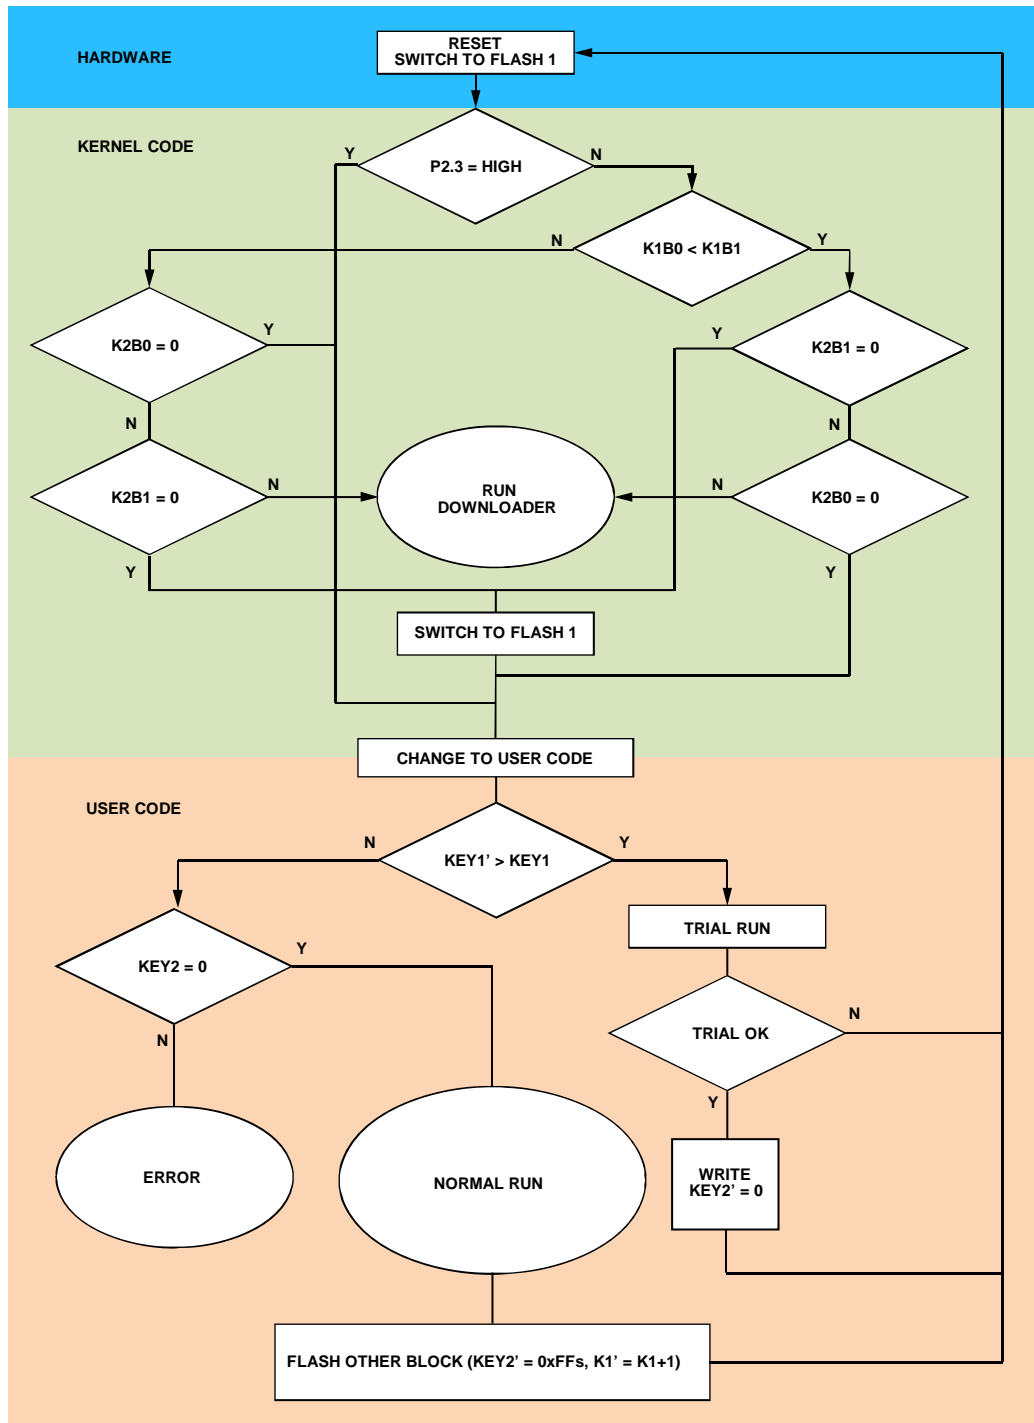 HARDWARE
RESET
SWITCH TO FLASH 1
KERNEL CODE
Y
P2.3 = HIGH
N
N
K1B0 < K1B1
Y
K2B0 = 0
Y
Y
K2B1 = 0
N
N
K2B1 = 0
N
RUN
DOWNLOADER
N
K2B0 = 0
Y
Y
SWITCH TO FLASH 1
CHANGE TO USER CODE
USER CODE
N
KEY1’ > KEY1
Y
TRIAL RUN
KEY2 = 0
Y
N
TRIAL OK
N
Y
ERROR
NORMAL RUN
WRITE
KEY2’ = 0
FLASH OTHER BLOCK (KEY2’ = 0xFFs, K1’ = K1+1)